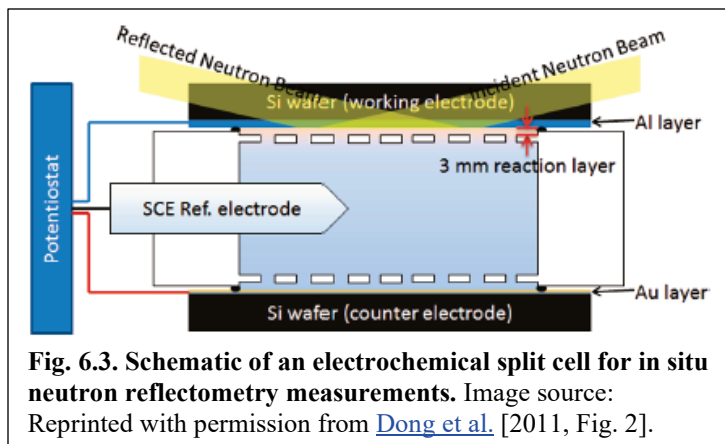 Reflected Neutron Beam
Incident Neutron Beam
Si wafer (working electrode)
Al layer
3 mm reaction layer
SCE Ref. electrode
Potentiostat
Au layer
Si wafer (counter electrode)
Fig. 6.3. Schematic of an electrochemical split cell for in situ
neutron reflectometry measurements. Image source:
Reprinted with permission from Dong et al. [2011, Fig. 2].